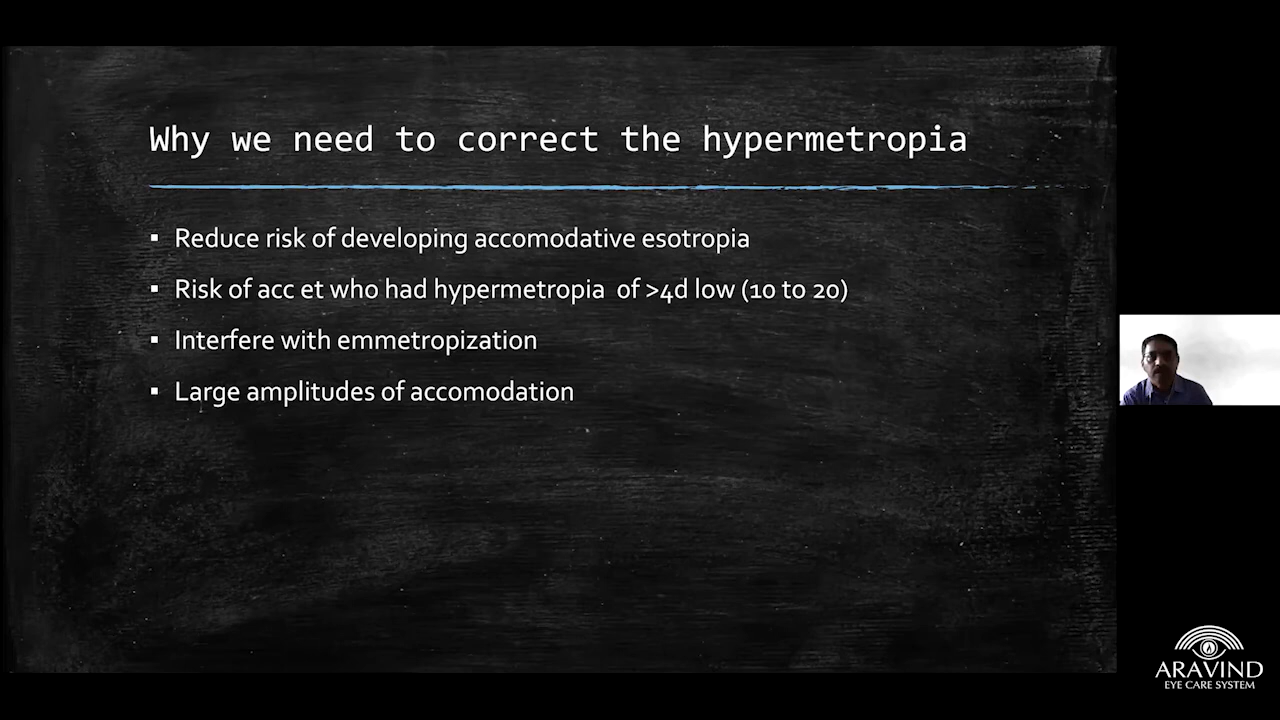 Why we need to correct the hypermetropia
▪ Reduce risk of developing accomodative esotropia
▪ Risk of acc et who had hypermetropia of >4d low (10 to 20)
▪ Interfere with emmetropization
▪ Large amplitudes of accomodation
ARAVIND
EYE CARE SYSTEM